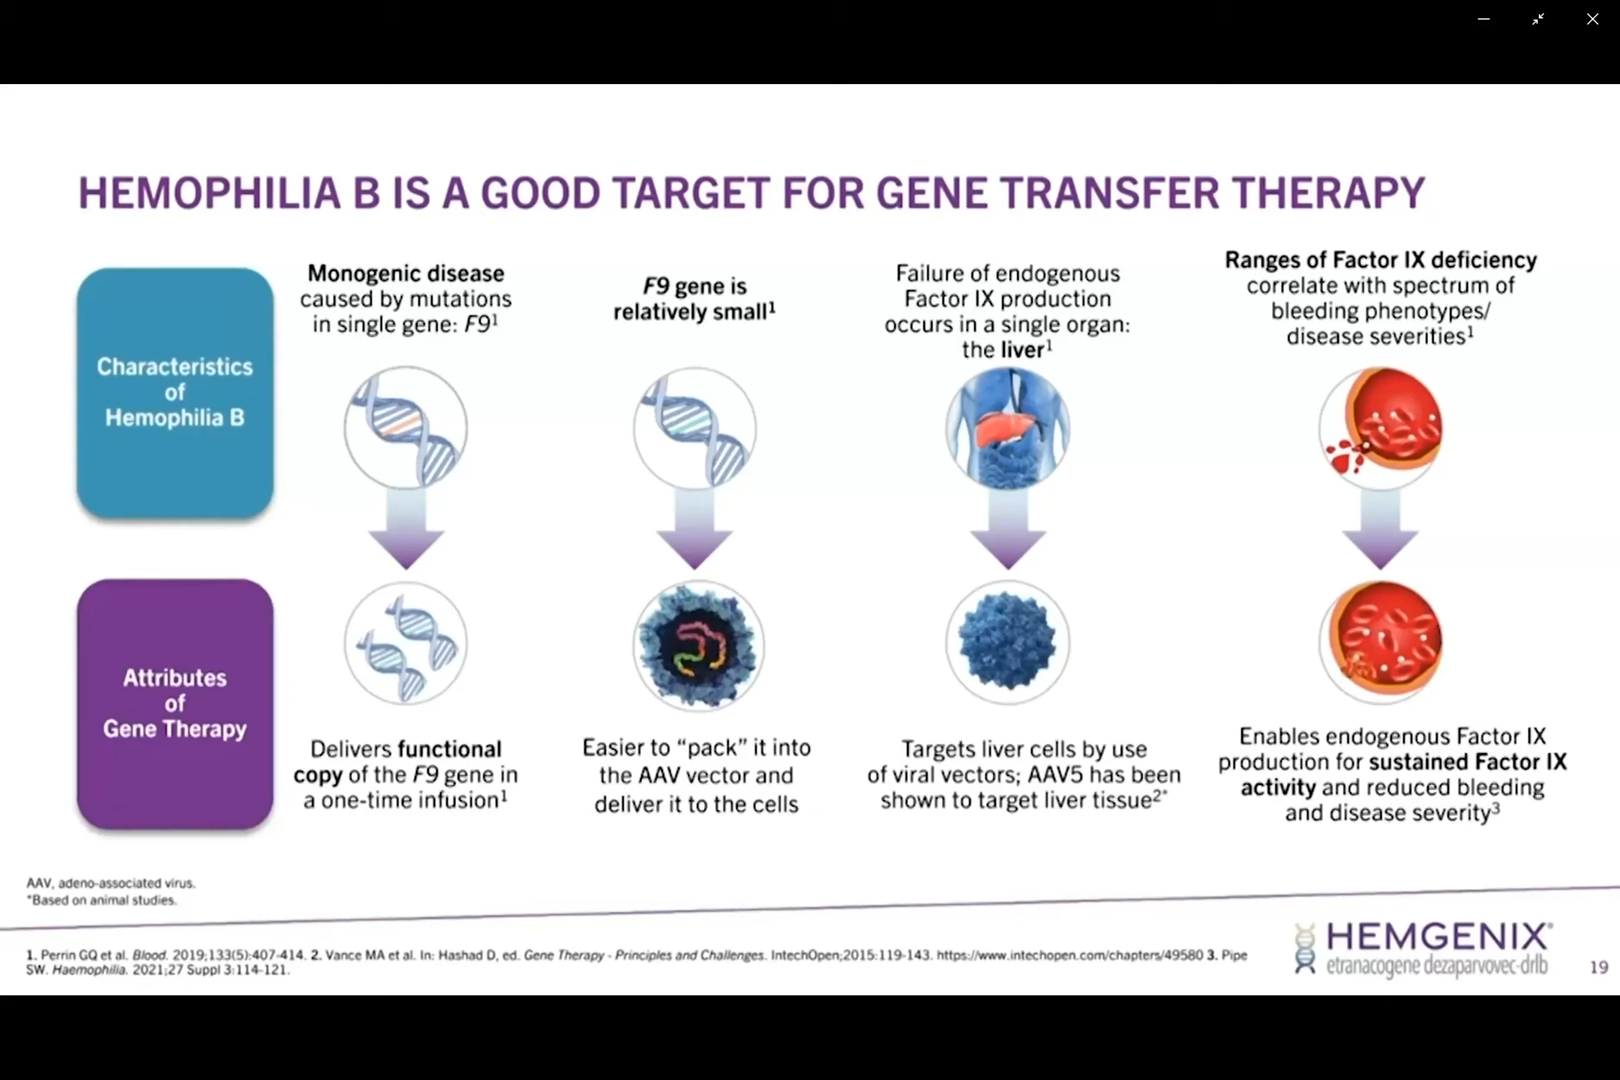 HEMOPHILIA B IS A GOOD TARGET FOR GENE TRANSFER THERAPY
Characteristics
of
Hemophilia B
Monogenic disease
caused by mutations
in single gene: F9¹
F9 gene is
relatively small¹
Failure of endogenous
Factor IX production
occurs in a single organ:
the liver¹
Ranges of Factor IX deficiency
correlate with spectrum of
bleeding phenotypes/
disease severities¹
Attributes
of
Gene Therapy
Delivers functional
copy of the F9 gene in
a one-time infusion¹
Easier to “pack” it into
the AAV vector and
deliver it to the cells
Targets liver cells by use
of viral vectors; AAV5 has been
shown to target liver tissue²*
Enables endogenous Factor IX
production for sustained Factor IX
activity and reduced bleeding
and disease severity³
AAV, adeno-associated virus.
*Based on animal studies.
1. Perrin GQ et al. Blood. 2019;133(5):407-414. 2. Vance MA et al. In: Hashad D, ed. Gene Therapy - Principles and Challenges. IntechOpen;2015:119-143. https://www.intechopen.com/chapters/49580 3. Pipe
SW. Haemophilia. 2021;27 Suppl 3:114-121.
HEMGENIX®
etranacogene dezaparvovec-drlb
19